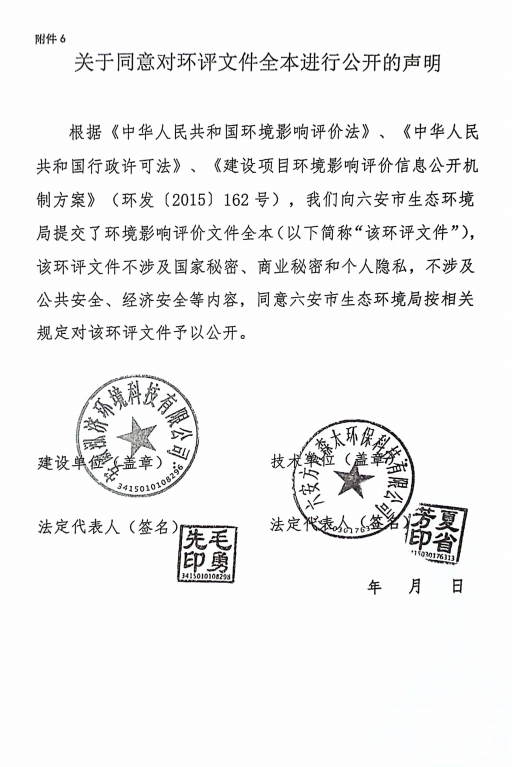 附件 6
关于同意对环评文件全本进行公开的声明
根据《中华人民共和国环境影响评价法》、《中华人民
共和国行政许可法》、《建设项目环境影响评价信息公开机
制方案》（环发〔2015〕162 号），我们向六安市生态环境
局提交了环境影响评价文件全本（以下简称“该环评文件”），
该环评文件不涉及国家秘密、商业秘密和个人隐私，不涉及
公共安全、经济安全等内容，同意六安市生态环境局按相关
规定对该环评文件予以公开。
环境科技有限公司
3415010108296
建设单位（盖章）
六安方
森太环保科技有限公司
技术单位（盖章）
法定代表人（签名）
毛勇先印
3415010108298
法定代表人（签名）
夏省芳印
年 月 日